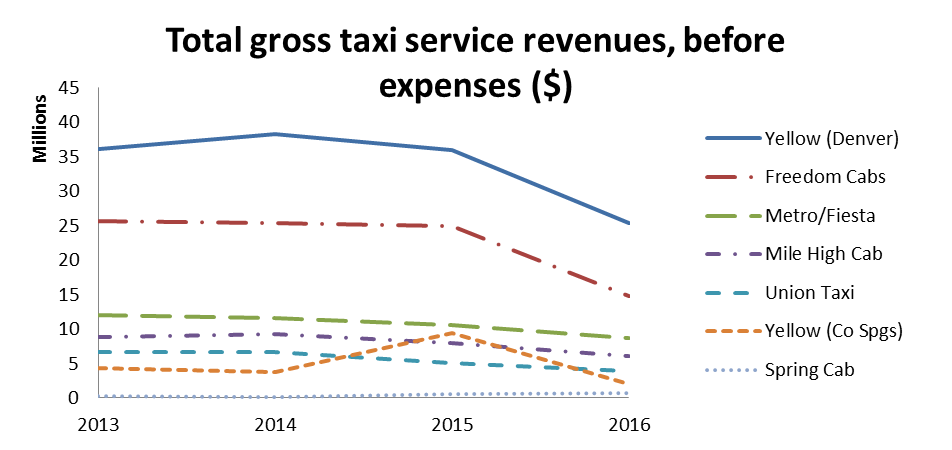 Total gross taxi service revenues, before
expenses ($)
Millions
45
40
35
30
25
20
15
10
5
0
2013
2014
2015
2016
Yellow (Denver)
Freedom Cabs
Metro/Fiesta
Mile High Cab
Union Taxi
Yellow (Co Spgs)
Spring Cab